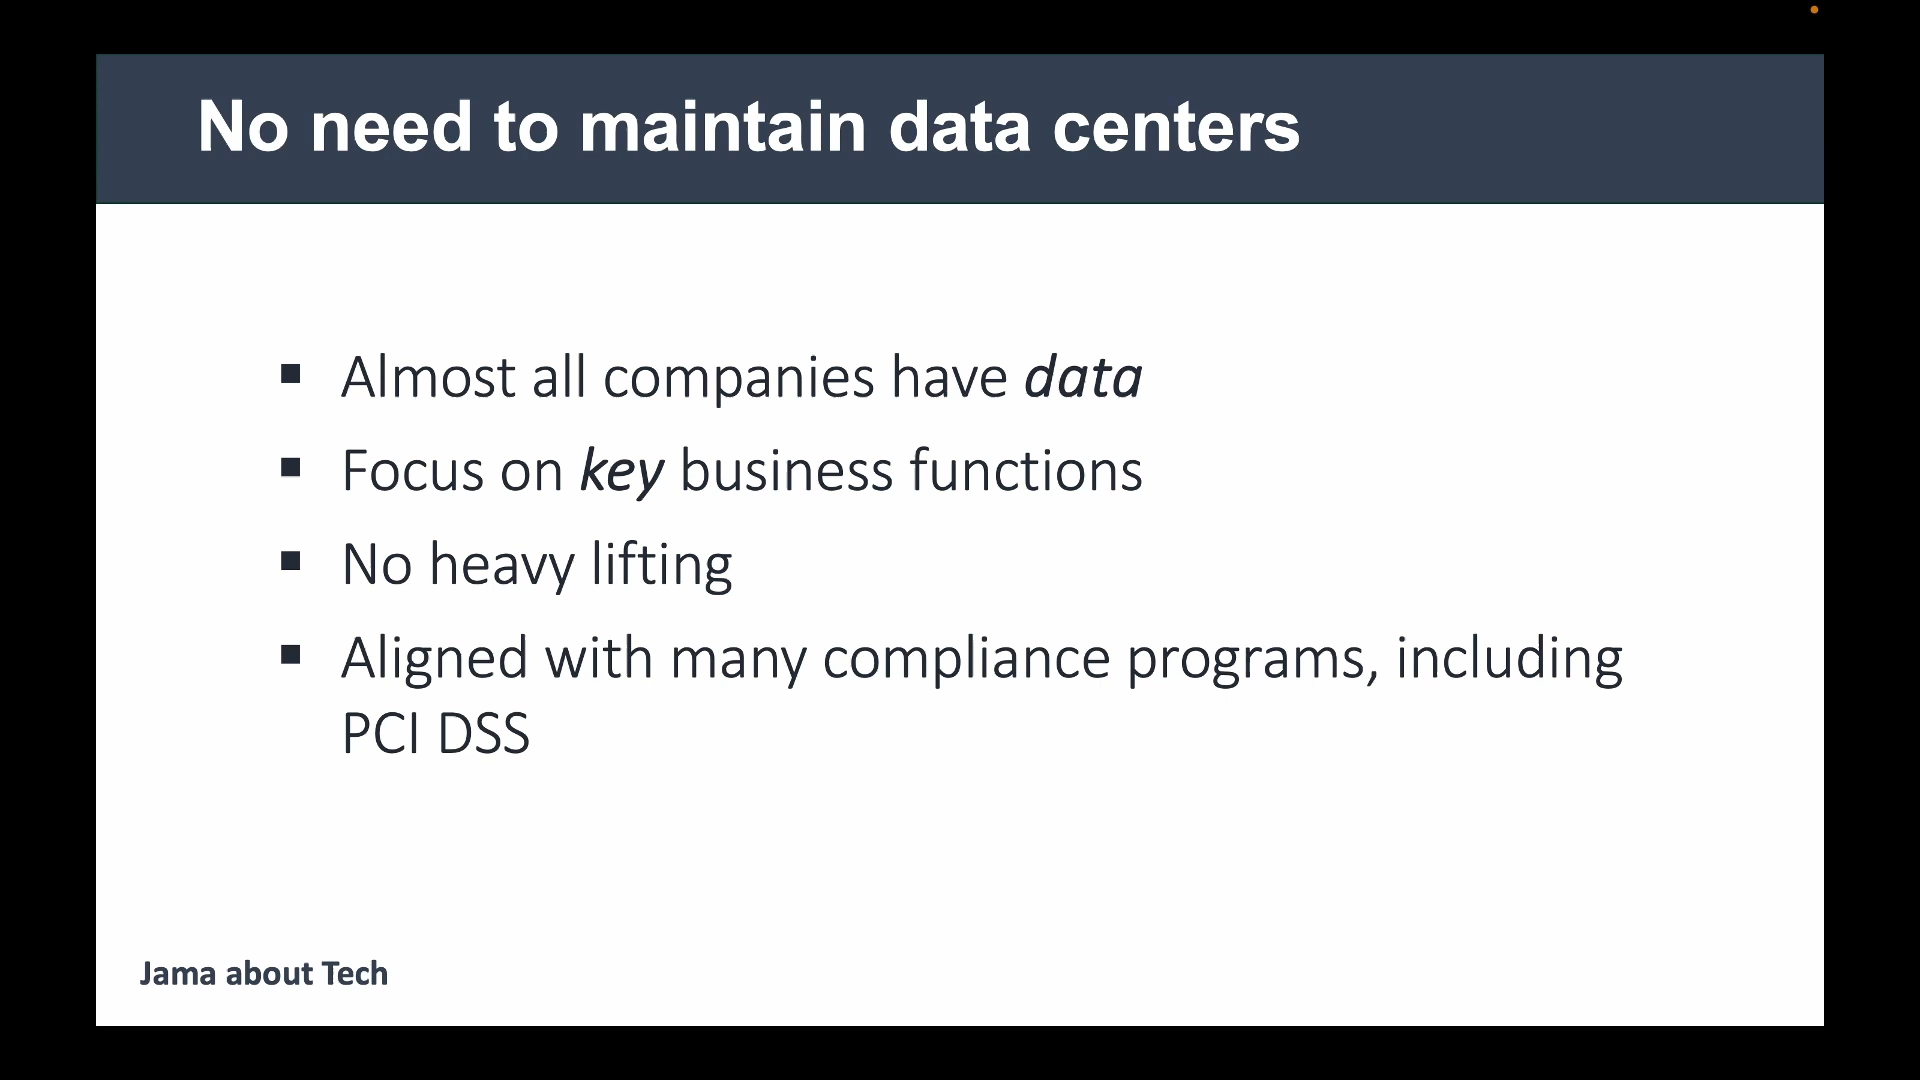 No need to maintain data centers
▪ Almost all companies have data
▪ Focus on key business functions
▪ No heavy lifting
▪ Aligned with many compliance programs, including
PCI DSS
Jama about Tech